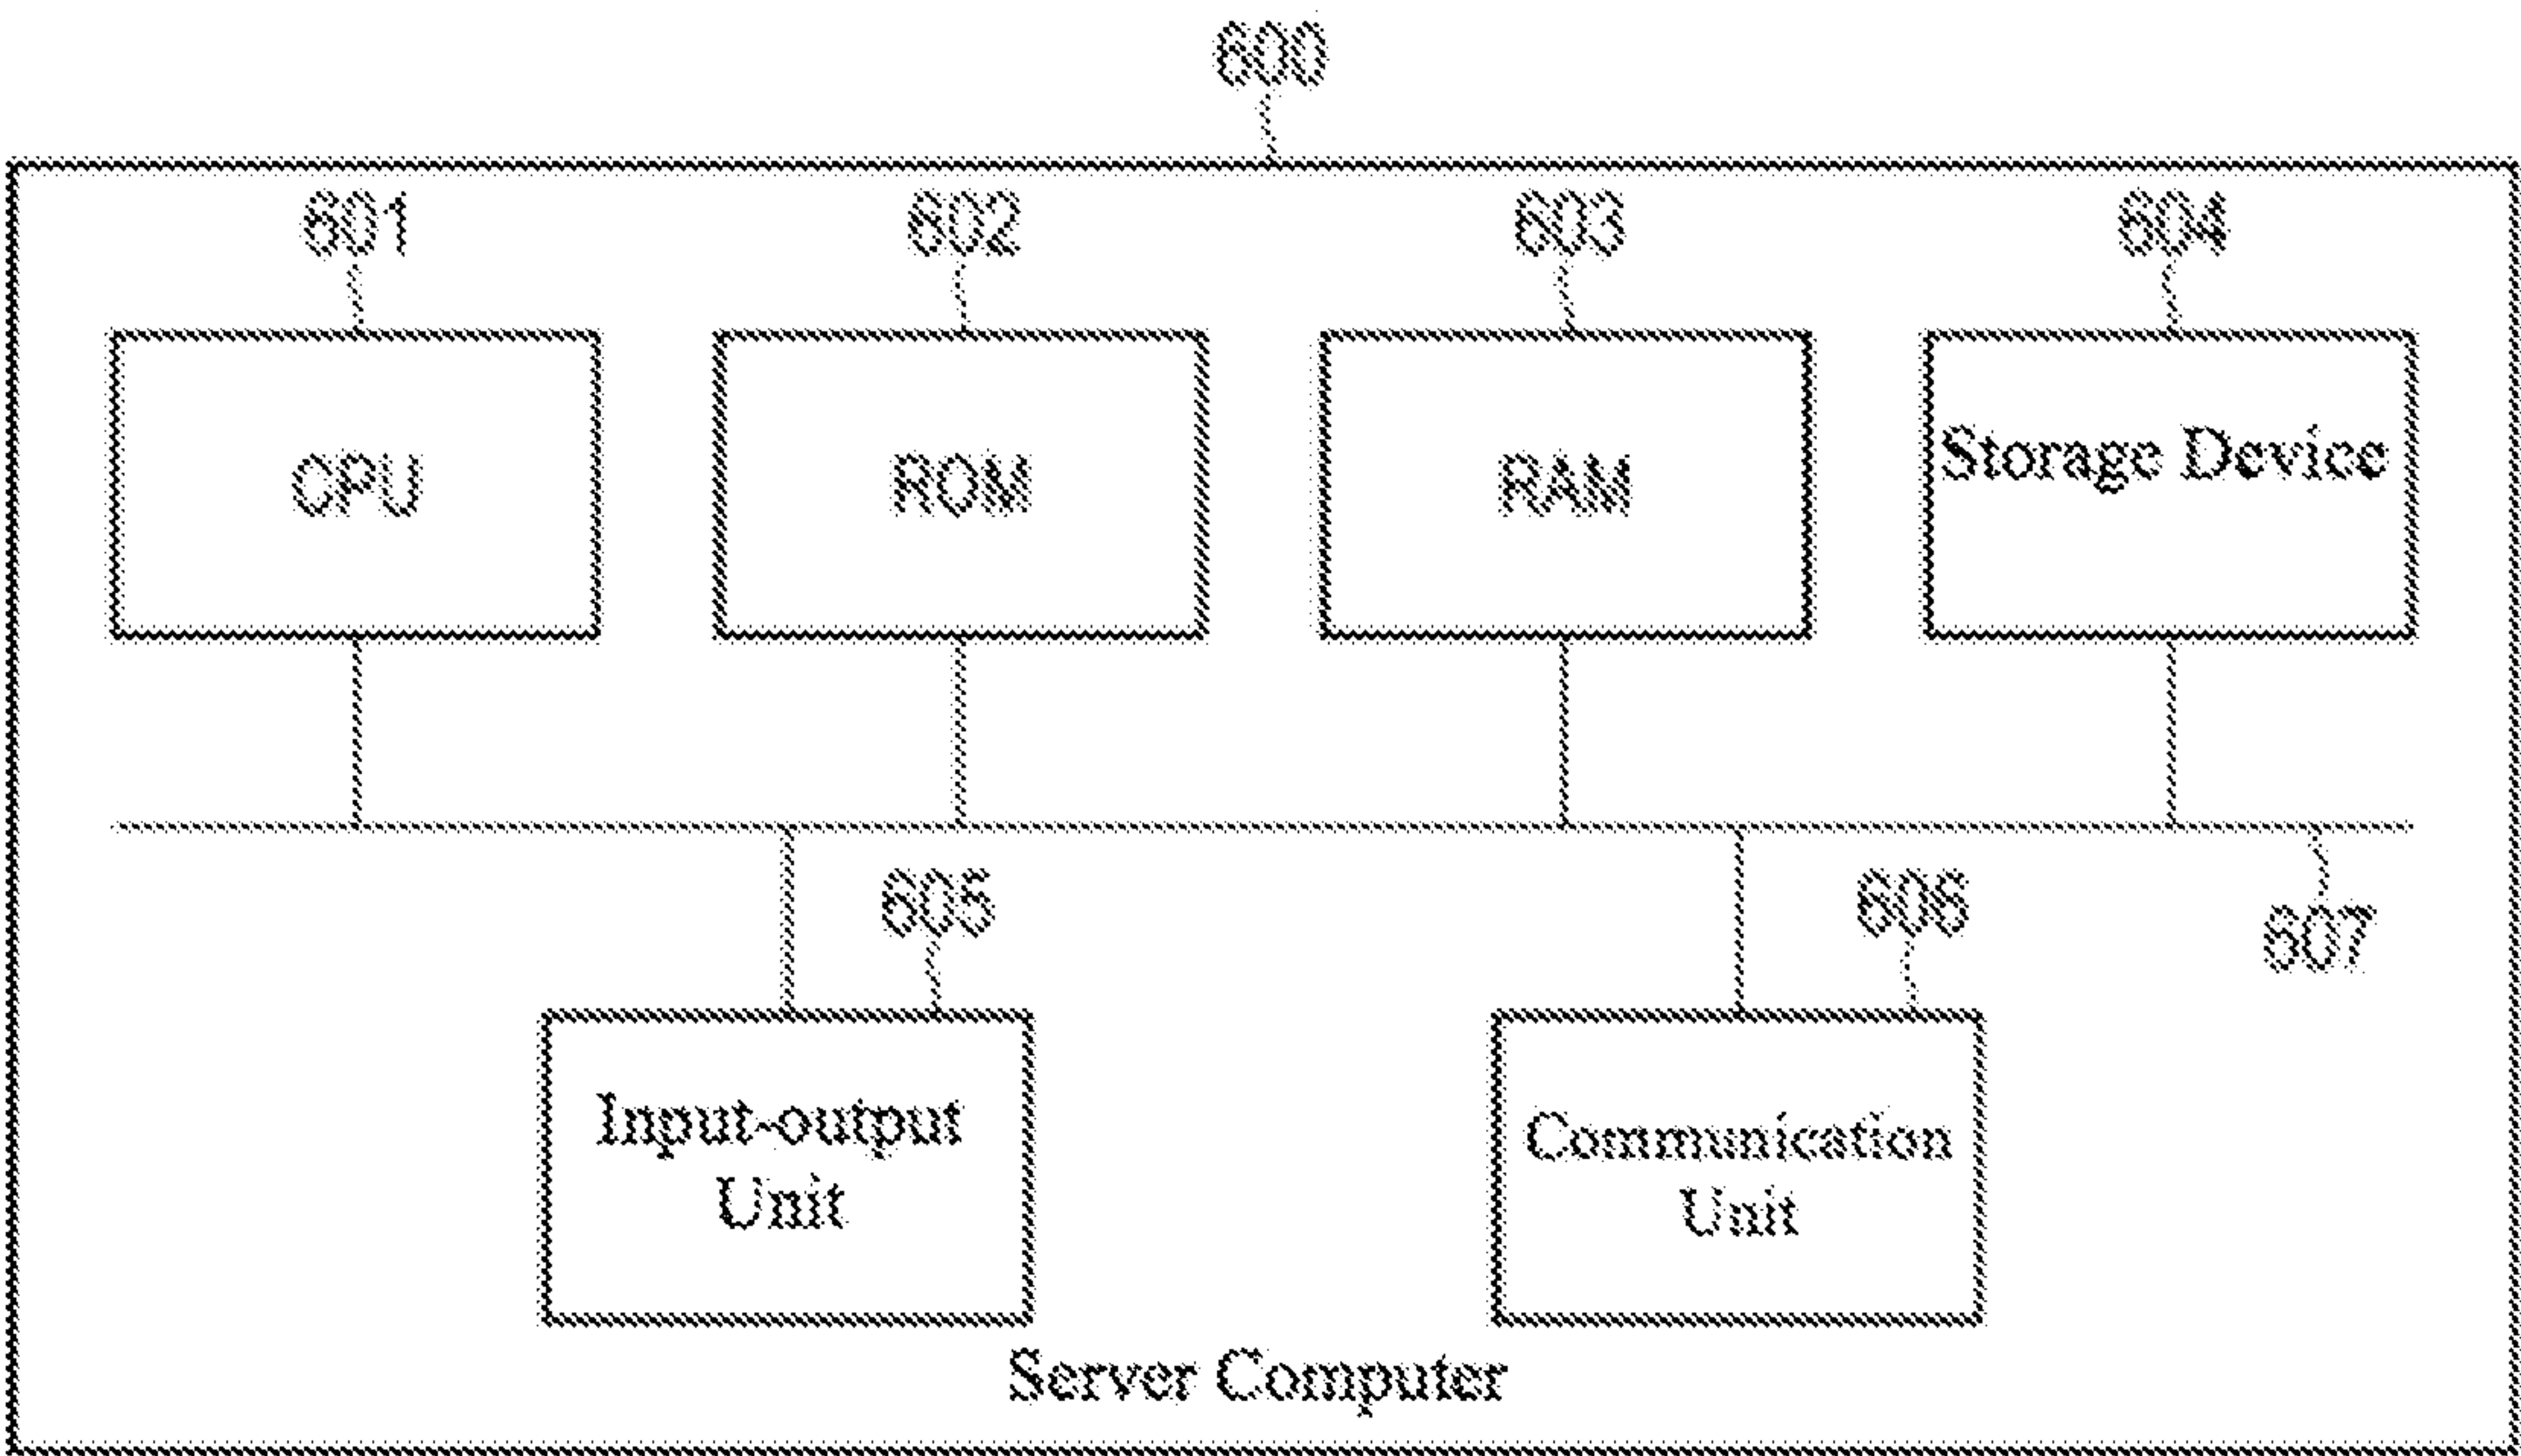 600
601
602
603
604
CPU
ROM
RAM
Storage Device
605
606
607
Input-output
Unit
Communication
Unit
Server Computer